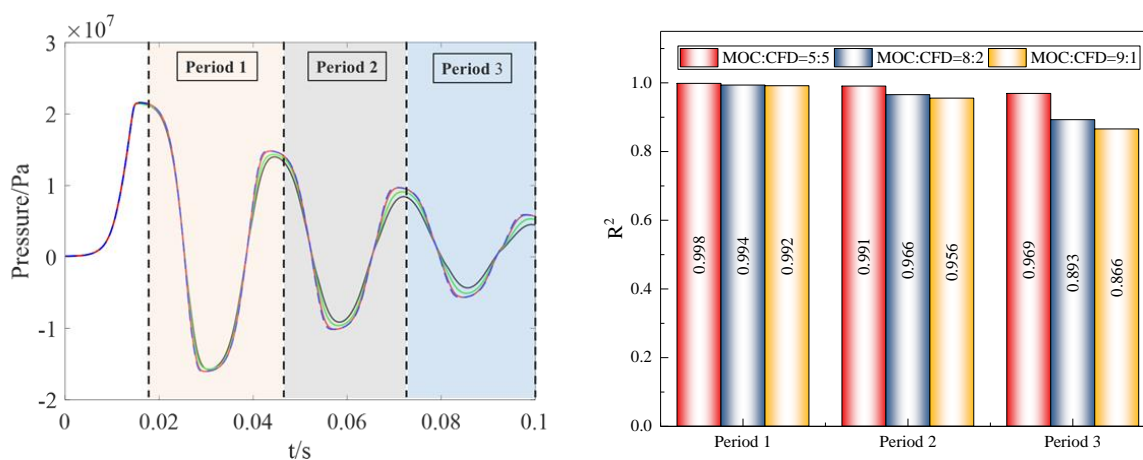 ×10⁷
3
2
1
0
-1
-2
Pressure/Pa
Period 1
Period 2
Period 3
0
0.02
0.04
0.06
0.08
0.1
t/s
MOC:CFD=5:5
MOC:CFD=8:2
MOC:CFD=9:1
1.0
0.8
0.6
0.4
0.2
0.0
R²
0.998
0.994
0.992
0.991
0.966
0.956
0.969
0.893
0.866
Period 1
Period 2
Period 3